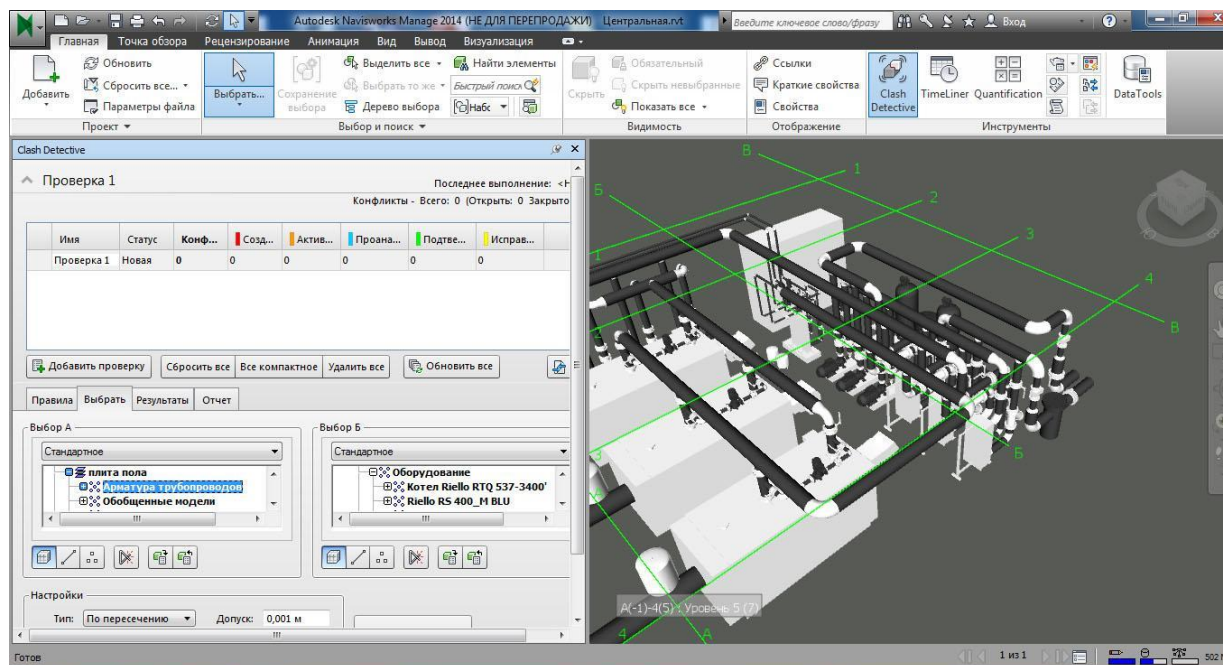 Autodesk Navisworks Manage 2014 (НЕ ДЛЯ ПЕРЕПРОДАЖИ) Центральная.rvt Введите ключевое слово/фразу Вход
Главная Точка обзора Рецензирование Анимация Вид Вывод Визуализация
Обновить Выделить все Найти элементы Обязательный Ссылки
Сбросить все... Выбрать то же Быстрый поиск Скрыть невыбранные Краткие свойства
Добавить Выбрать... Сохранение выбора Скрыть Clash Detective TimeLiner Quantification DataTools
Параметры файла Дерево выбора Набс Показать все Свойства
Проект Выбор и поиск Видимость Отображение Инструменты
Clash Detective
Проверка 1 Последнее выполнение: <Н
Конфликты - Всего: 0 (Открыть: 0 Закрыто
Имя Статус Конф... Созд... Актив... Проана... Подтве... Исправ...
Проверка 1 Новая 0 0 0 0 0 0
Добавить проверку Сбросить все Все компактное Удалить все Обновить все
Правила Выбрать Результаты Отчет
Выбор А Выбор Б
Стандартное Стандартное
плита пола Оборудование
Арматура трубопроводов Котел Riello RTQ 537-3400'
Обобщенные модели Riello RS 400_M BLU
Настройки
Тип: По пересечению Допуск: 0,001 м
В 1
Б 2
3
1 4
2 В
3 Б
А
А(-1)-4(5) : Уровень 5 (7)
4 А
Готов 1 из 1 502